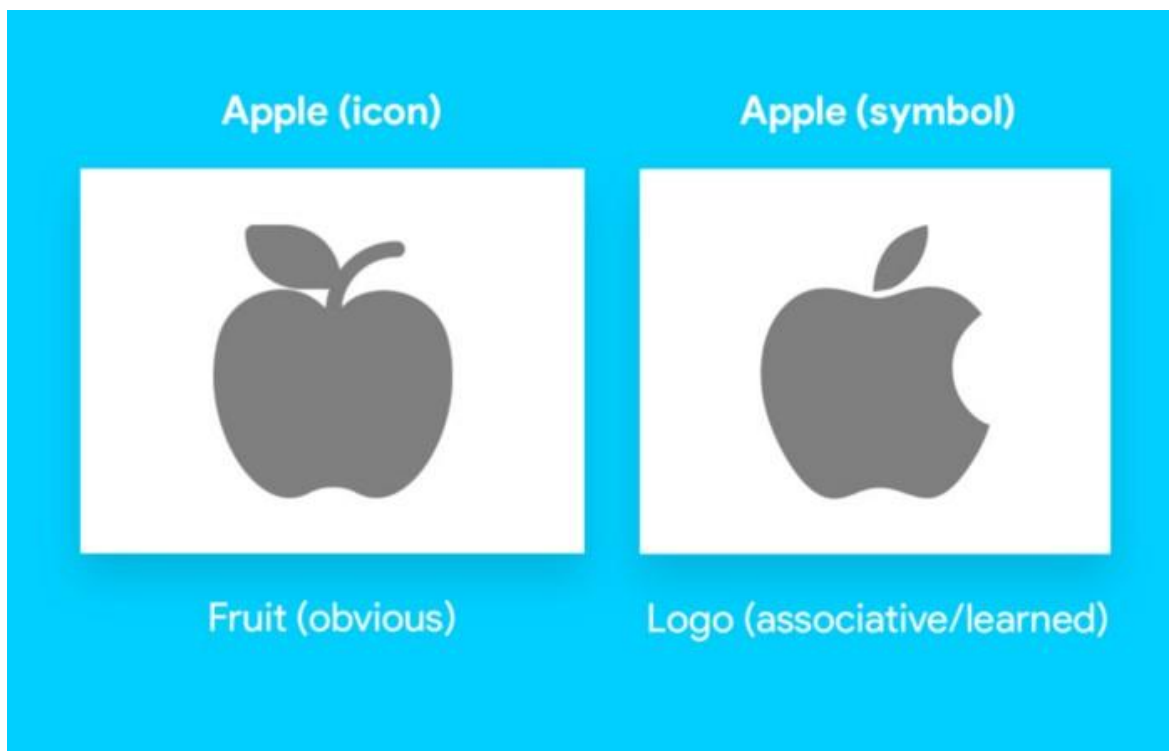 Apple (icon)
Fruit (obvious)
Apple (symbol)
Logo (associative/learned)